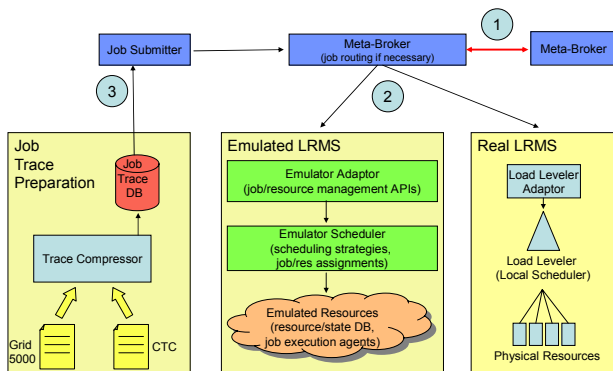 1
Job Submitter
Meta-Broker
(job routing if necessary)
Meta-Broker
3
2
Job
Trace
Preparation
Job
Trace
DB
Trace Compressor
Grid
5000
CTC
Emulated LRMS
Emulator Adaptor
(job/resource management APIs)
Emulator Scheduler
(scheduling strategies,
job/res assignments)
Emulated Resources
(resource/state DB,
job execution agents)
Real LRMS
Load Leveler
Adaptor
Load Leveler
(Local Scheduler)
Physical Resources